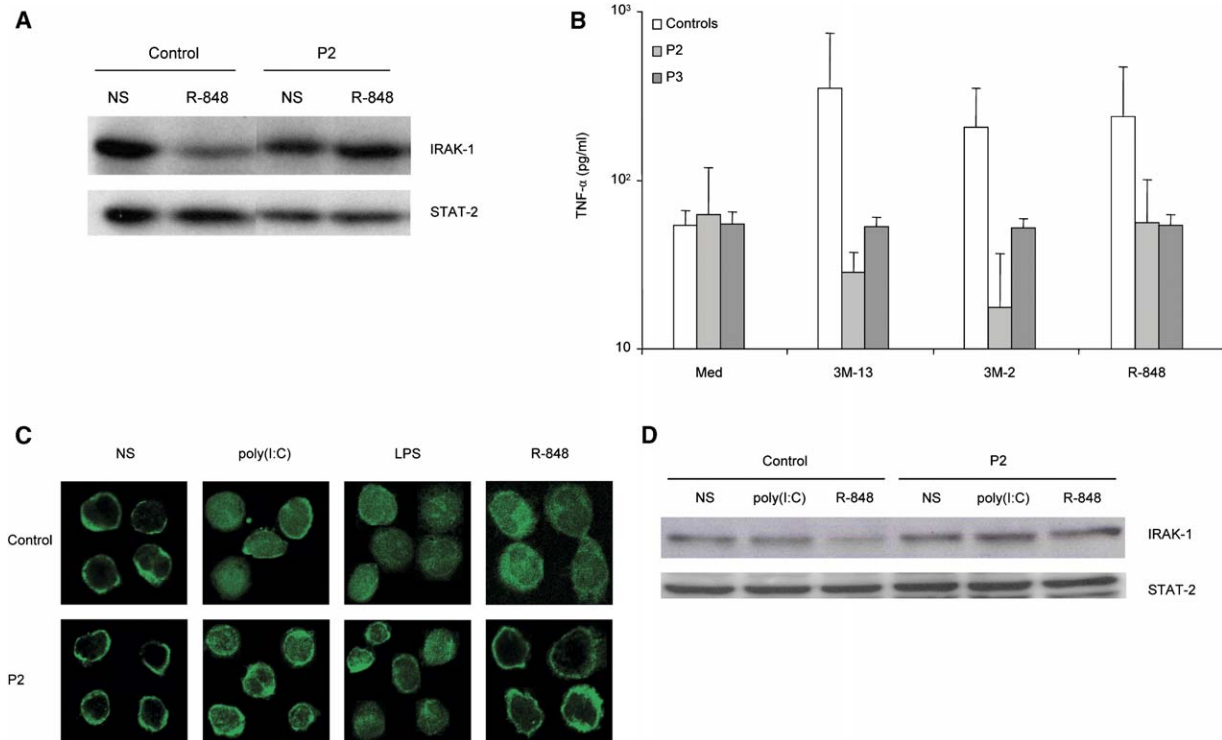 A
Control
P2
NS
R-848
NS
R-848
IRAK-1
STAT-2
B
10³
10²
10
TNF-α (pg/ml)
Controls
P2
P3
Med
3M-13
3M-2
R-848
C
NS
poly(I:C)
LPS
R-848
Control
P2
D
Control
P2
NS
poly(I:C)
R-848
NS
poly(I:C)
R-848
IRAK-1
STAT-2